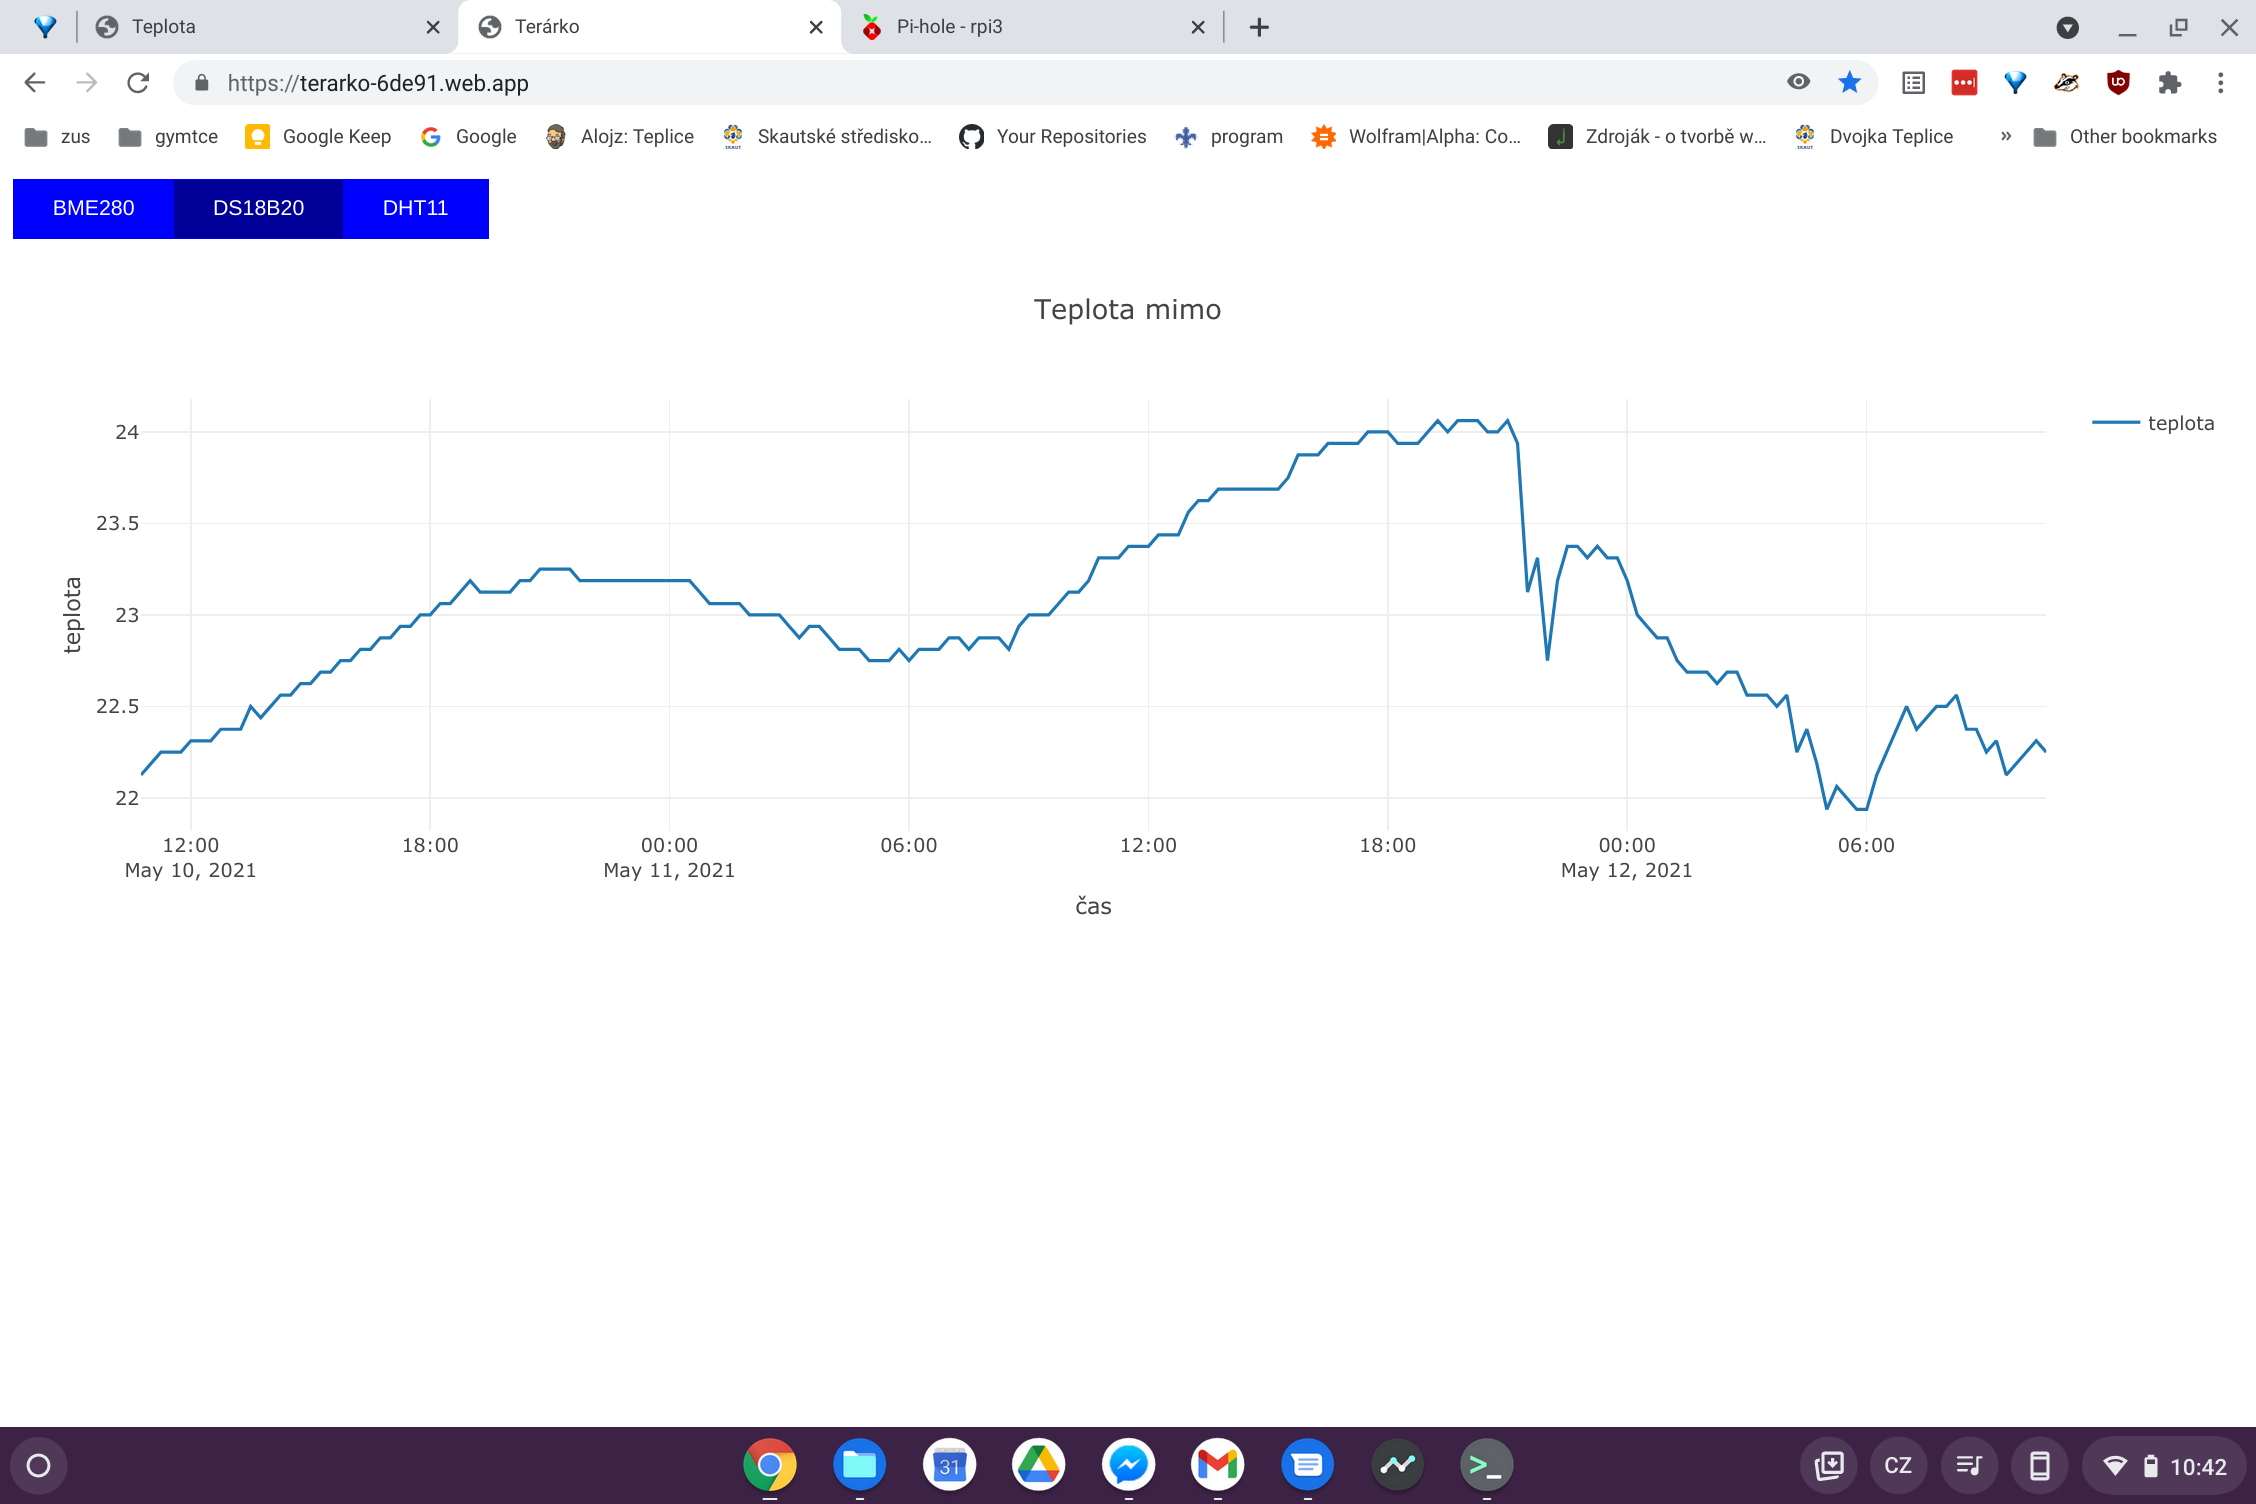 Teplota
Terárko
Pi-hole - rpi3
https://terarko-6de91.web.app
zus
gymtce
Google Keep
Google
Alojz: Teplice
Skautské středisko...
Your Repositories
program
Wolfram|Alpha: Co...
Zdroják - o tvorbě w...
Dvojka Teplice
»
Other bookmarks
BME280
DS18B20
DHT11
Teplota mimo
24
23.5
23
22.5
22
teplota
teplota
12:00
May 10, 2021
18:00
00:00
May 11, 2021
06:00
12:00
18:00
00:00
May 12, 2021
06:00
čas
31
>_
CZ
10:42